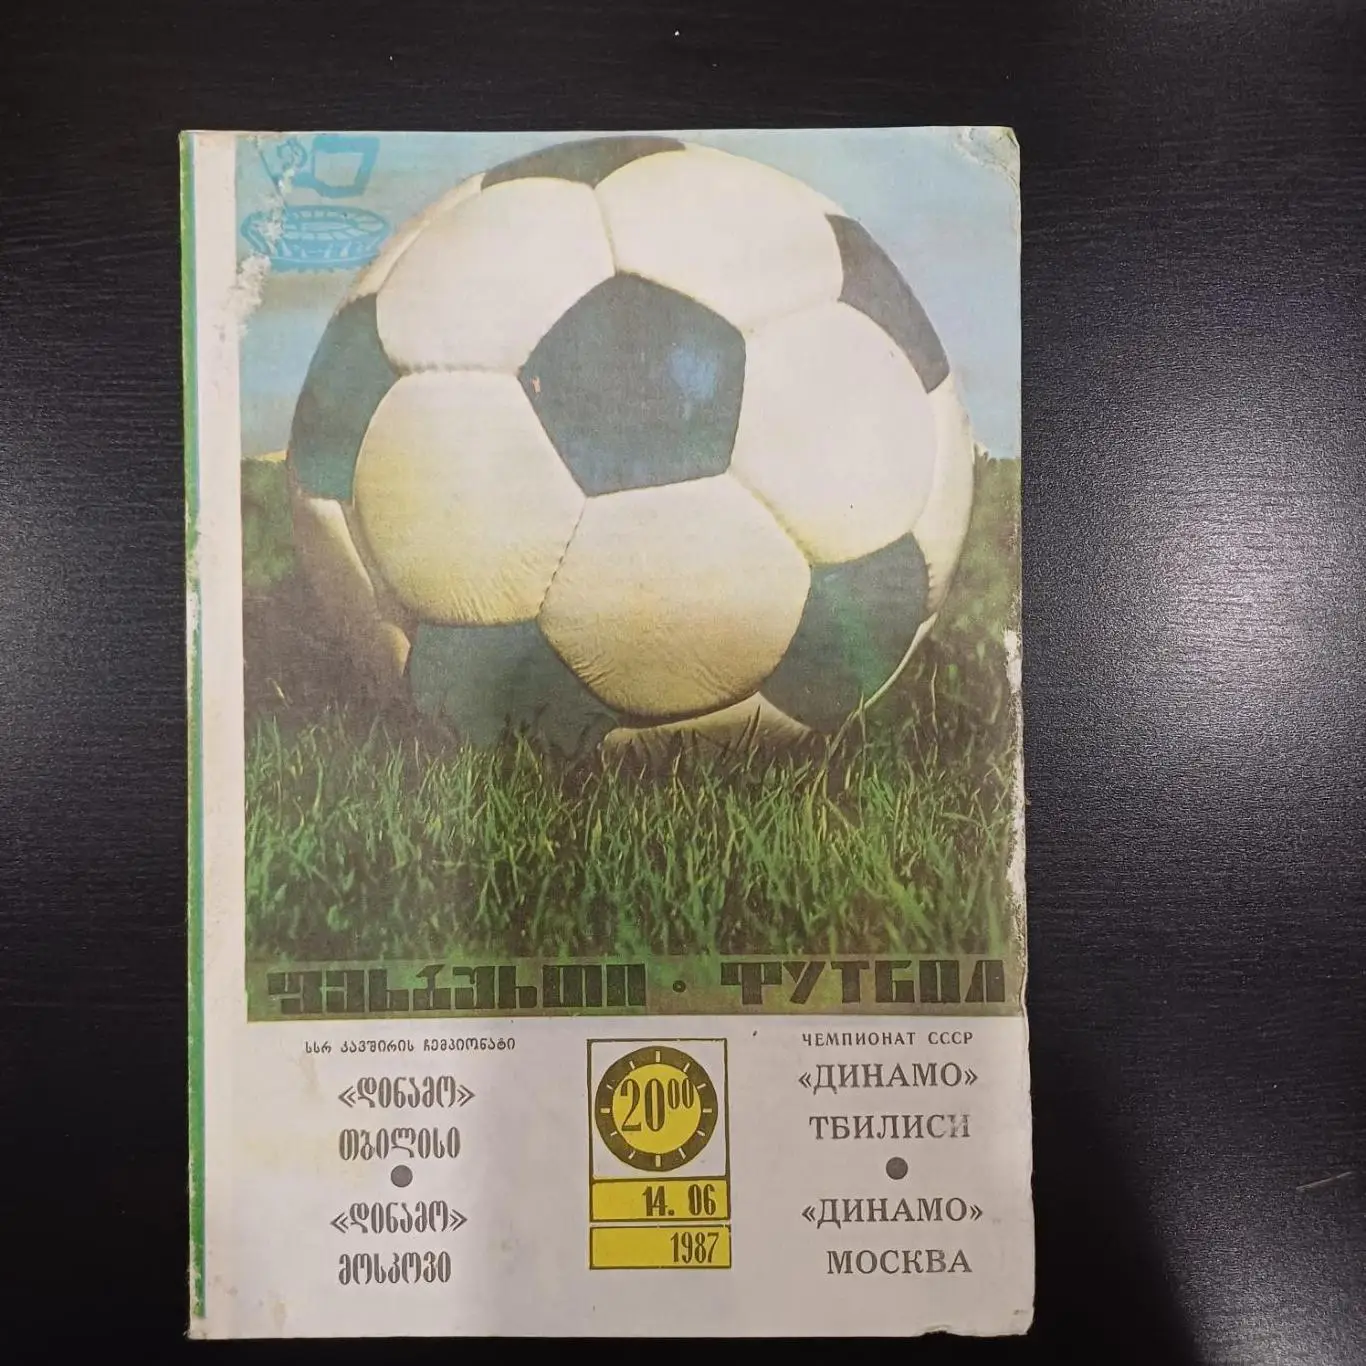 ფეხბურთი • ФУТБОЛ
სსრ კავშირის ჩემპიონატი
«დინამო»
თბილისი
«დინამო»
მოსკოვი
20⁰⁰
14. 06
1987
ЧЕМПИОНАТ СССР
«ДИНАМО»
ТБИЛИСИ
«ДИНАМО»
МОСКВА